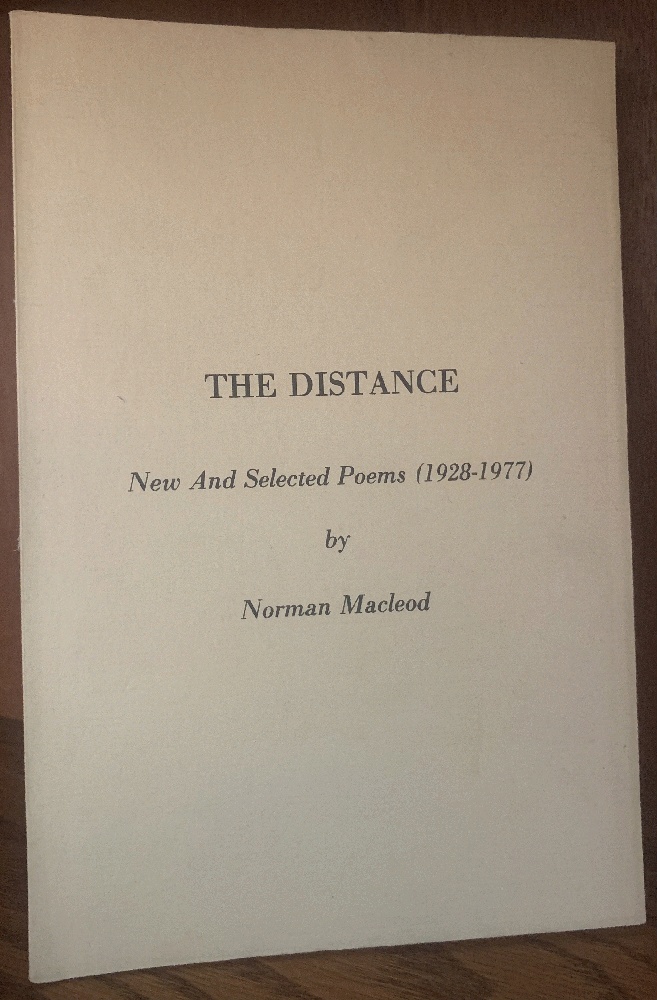 THE DISTANCE
New And Selected Poems (1928-1977)
by
Norman Macleod